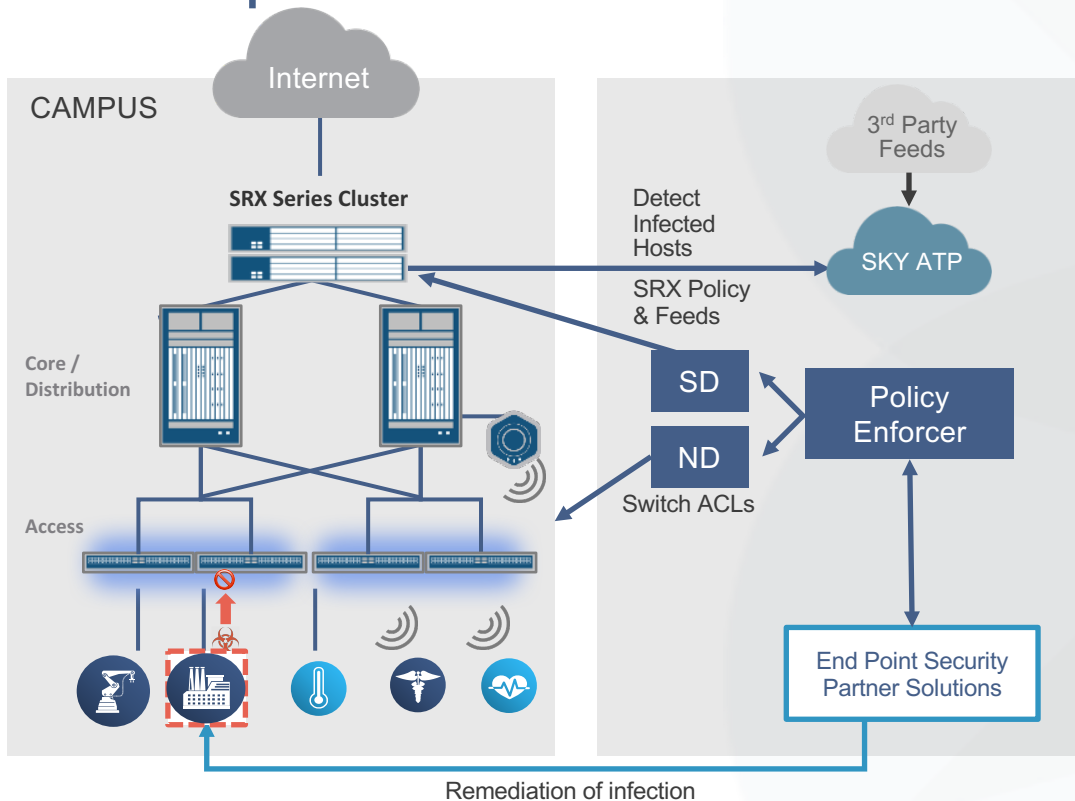 Internet
CAMPUS
3rd Party
Feeds
SRX Series Cluster
Detect
Infected
Hosts
SKY ATP
SRX Policy
& Feeds
Core /
Distribution
SD
Policy
Enforcer
ND
Switch ACLs
Access
End Point Security
Partner Solutions
Remediation of infection